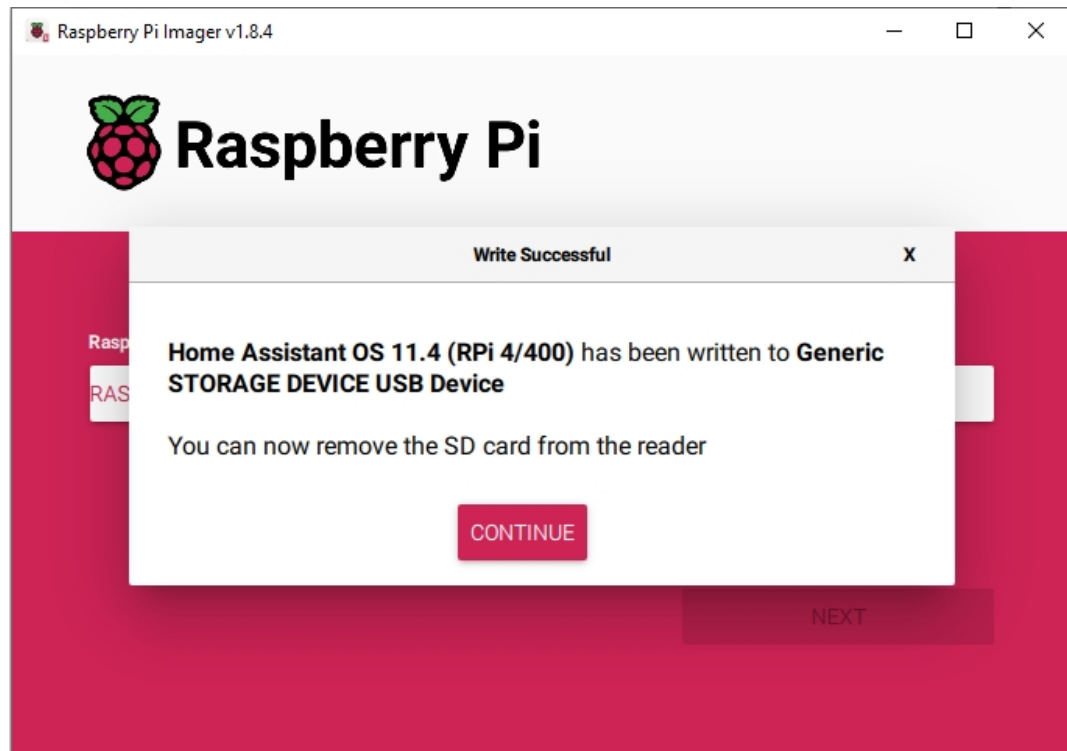 Raspberry Pi Imager v1.8.4
Raspberry Pi
Write Successful X
Rasp
RAS
Home Assistant OS 11.4 (RPi 4/400) has been written to Generic
STORAGE DEVICE USB Device
You can now remove the SD card from the reader
CONTINUE
NEXT